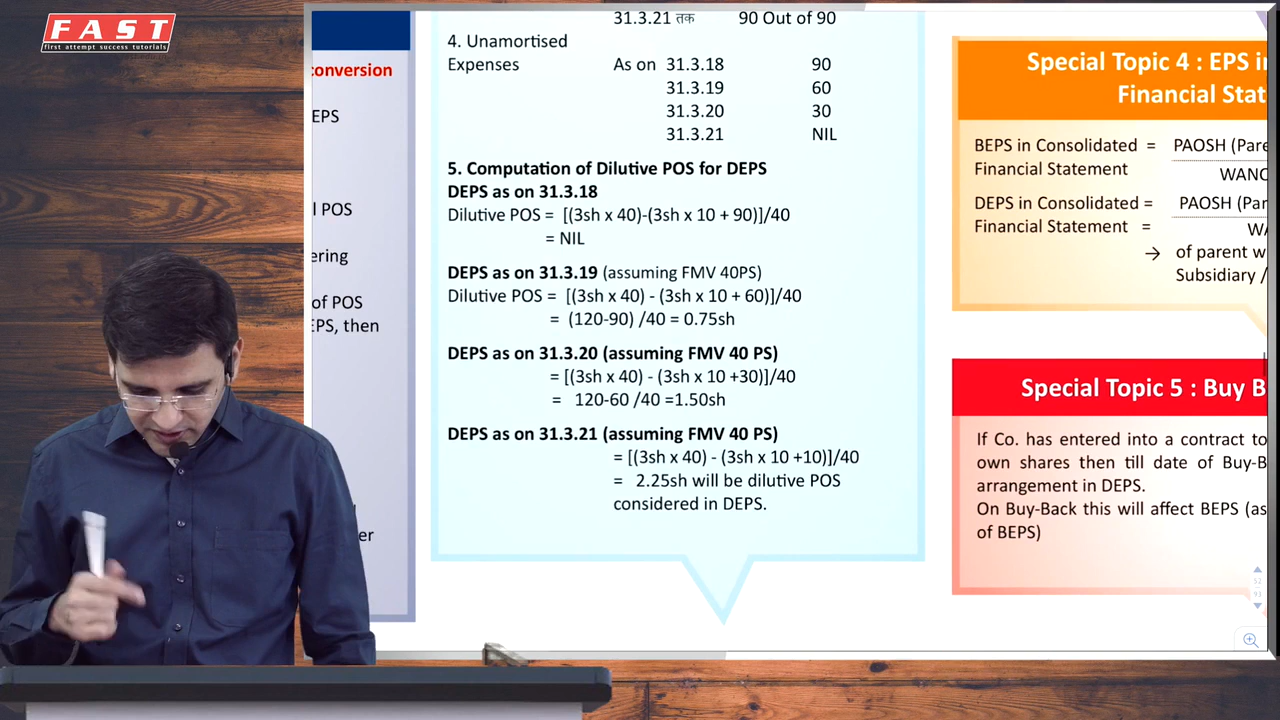 FAST
first attempt success tutorials
conversion
EPS
POS
ering
of POS
EPS, then
er
31.3.21 तक 90 Out of 90
4. Unamortised
Expenses As on 31.3.18 90
31.3.19 60
31.3.20 30
31.3.21 NIL
5. Computation of Dilutive POS for DEPS
DEPS as on 31.3.18
Dilutive POS = [(3sh x 40)-(3sh x 10 + 90)]/40
= NIL
DEPS as on 31.3.19 (assuming FMV 40PS)
Dilutive POS = [(3sh x 40) - (3sh x 10 + 60)]/40
= (120-90) /40 = 0.75sh
DEPS as on 31.3.20 (assuming FMV 40 PS)
= [(3sh x 40) - (3sh x 10 +30)]/40
= 120-60 /40 =1.50sh
DEPS as on 31.3.21 (assuming FMV 40 PS)
= [(3sh x 40) - (3sh x 10 +10)]/40
= 2.25sh will be dilutive POS
considered in DEPS.
Special Topic 4 : EPS i
Financial Stat
BEPS in Consolidated = PAOSH (Pare
Financial Statement WANO
DEPS in Consolidated = PAOSH (Par
Financial Statement = WA
→ of parent w
Subsidiary /
Special Topic 5 : Buy B
If Co. has entered into a contract to
own shares then till date of Buy-B
arrangement in DEPS.
On Buy-Back this will affect BEPS (as
of BEPS)
52
93